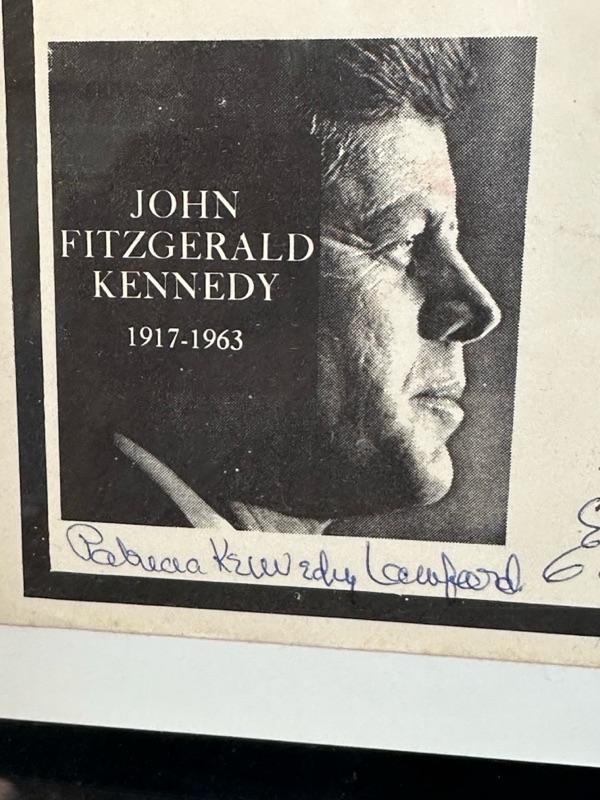 JOHN
FITZGERALD
KENNEDY
1917-1963
Patricia Kennedy Lawford